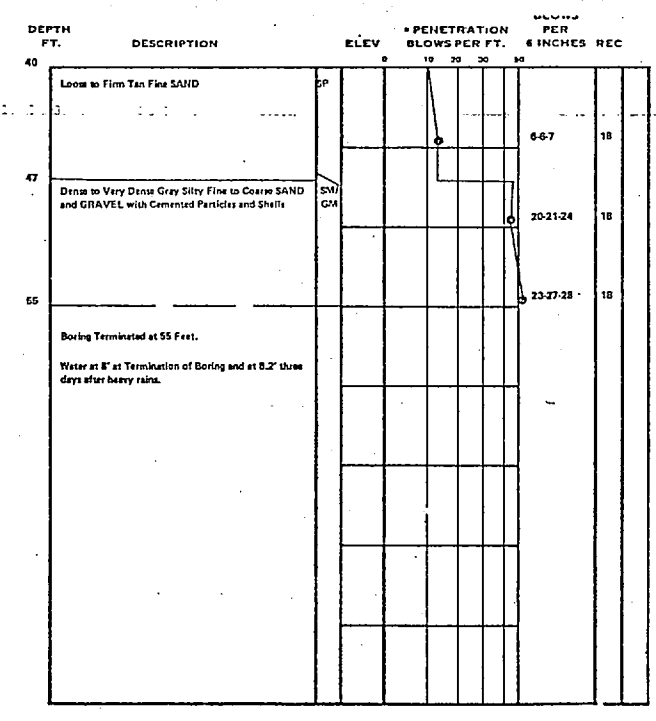 BLOWS
DEPTH * PENETRATION PER
FT. DESCRIPTION ELEV BLOWS PER FT. 6 INCHES REC
0 10 20 30 50
40
Loose to Firm Tan Fine SAND SP
6-6-7 18
47
Dense to Very Dense Gray Silty Fine to Coarse SAND SM/
and GRAVEL with Cemented Particles and Shells GM
20-21-24 18
55 23-27-28 18
Boring Terminated at 55 Feet.
Water at 8' at Termination of Boring and at 8.2' three
days after heavy rains.